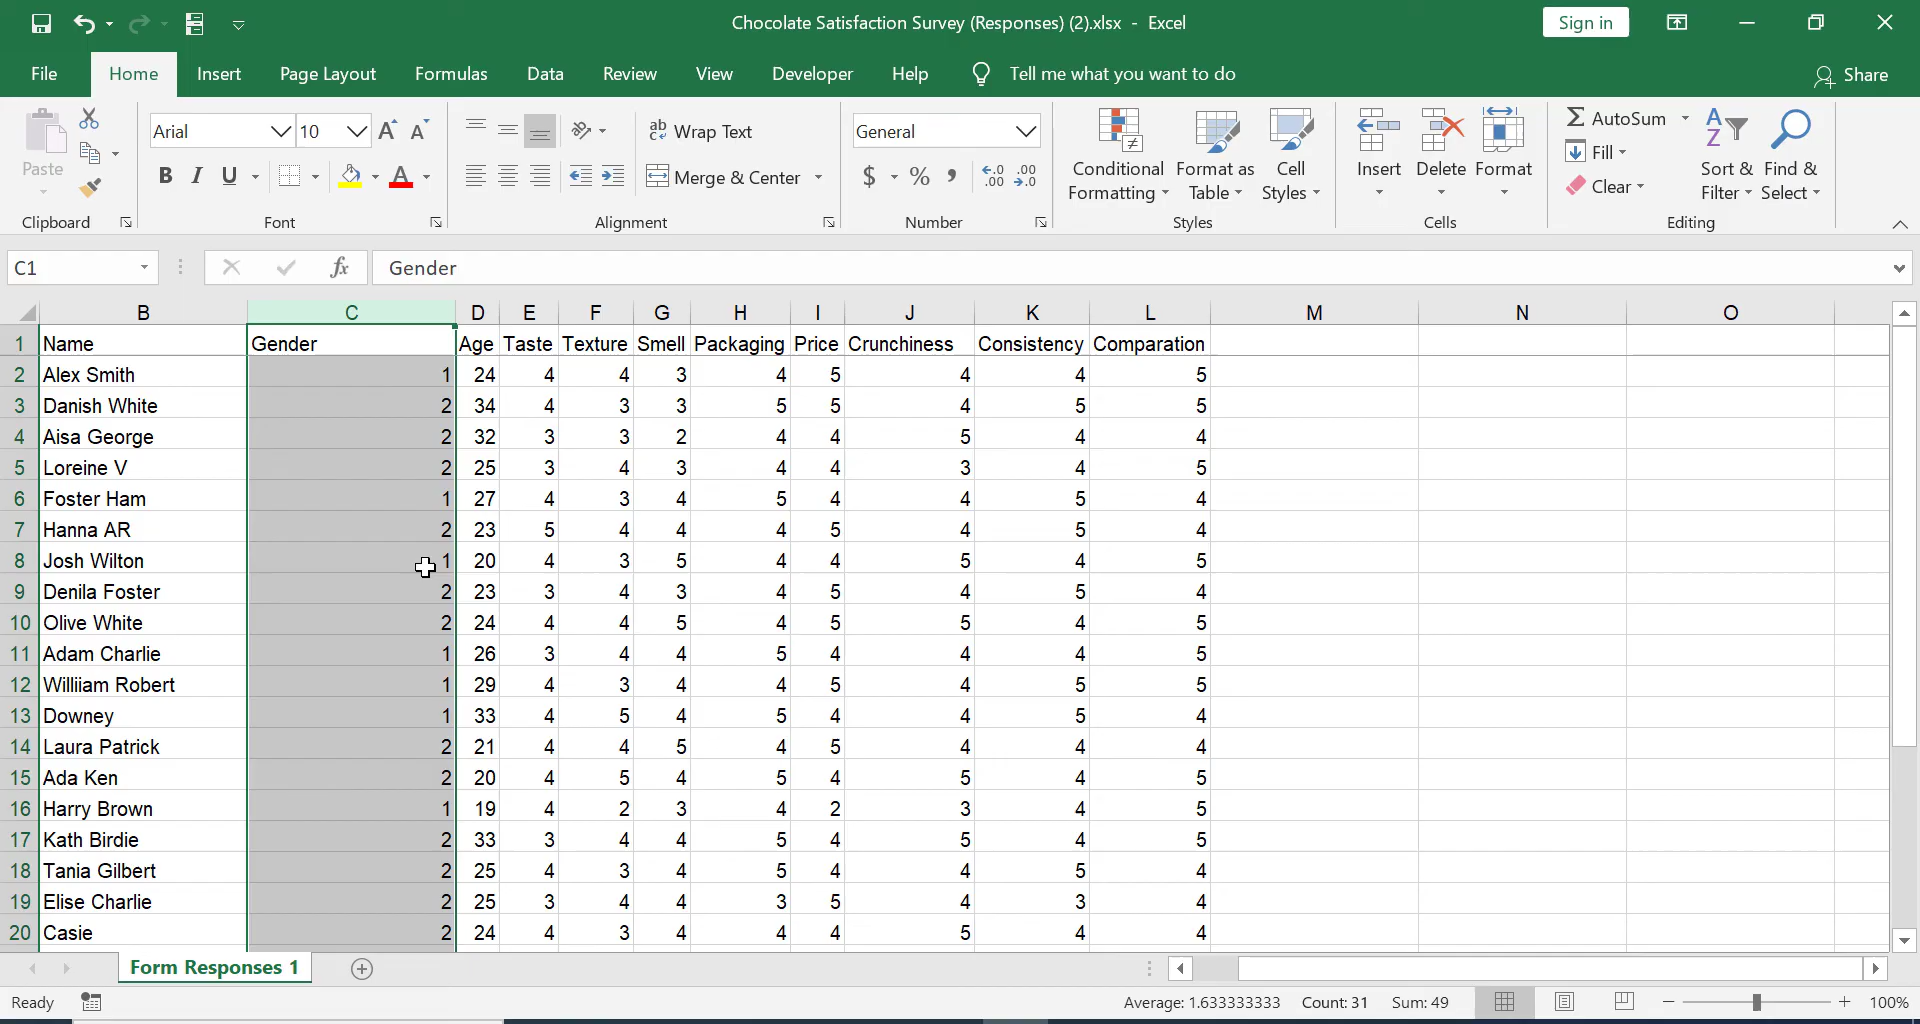 Chocolate Satisfaction Survey (Responses) (2).xlsx - Excel
Sign in
File Home Insert Page Layout Formulas Data Review View Developer Help Tell me what you want to do Share
Paste
Clipboard
Arial 10
B I U
Font
Wrap Text
Merge & Center
Alignment
General
$ % ,
Number
Conditional Formatting
Format as Table
Cell Styles
Styles
Insert Delete Format
Cells
AutoSum
Fill
Clear
Sort & Filter
Find & Select
Editing
C1 fx Gender
B C D E F G H I J K L M N O
1 Name Gender Age Taste Texture Smell Packaging Price Crunchiness Consistency Comparation
2 Alex Smith 1 24 4 4 3 4 5 4 4 5
3 Danish White 2 34 4 3 3 5 5 4 5 5
4 Aisa George 2 32 3 3 2 4 4 5 4 4
5 Loreine V 2 25 3 4 3 4 4 3 4 5
6 Foster Ham 1 27 4 3 4 5 4 4 5 4
7 Hanna AR 2 23 5 4 4 4 5 4 5 4
8 Josh Wilton 1 20 4 3 5 4 4 5 4 5
9 Denila Foster 2 23 3 4 3 4 5 4 5 4
10 Olive White 2 24 4 4 5 4 5 5 4 5
11 Adam Charlie 1 26 3 4 4 5 4 4 4 5
12 Williiam Robert 1 29 4 3 4 4 5 4 5 5
13 Downey 1 33 4 5 4 5 4 4 5 4
14 Laura Patrick 2 21 4 4 5 4 5 4 4 4
15 Ada Ken 2 20 4 5 4 5 4 5 4 5
16 Harry Brown 1 19 4 2 3 4 2 3 4 5
17 Kath Birdie 2 33 3 4 4 5 4 5 4 5
18 Tania Gilbert 2 25 4 3 4 5 4 4 5 4
19 Elise Charlie 2 25 3 4 4 3 5 4 3 4
20 Casie 2 24 4 3 4 4 4 5 4 4
Form Responses 1
Ready Average: 1.633333333 Count: 31 Sum: 49 100%